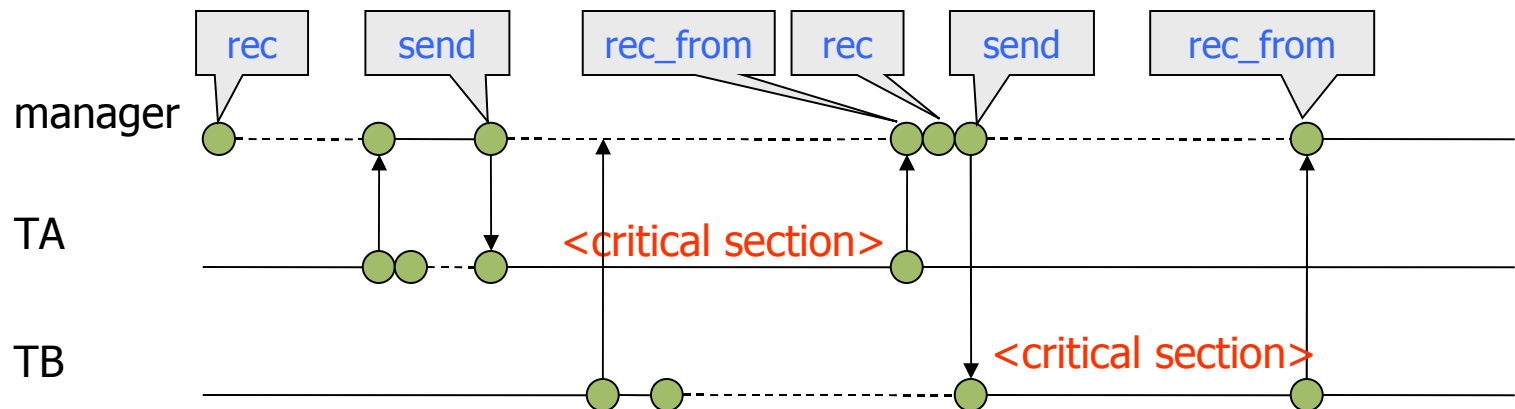 rec send rec_from rec send rec_from
manager
TA
<critical section>
TB
<critical section>